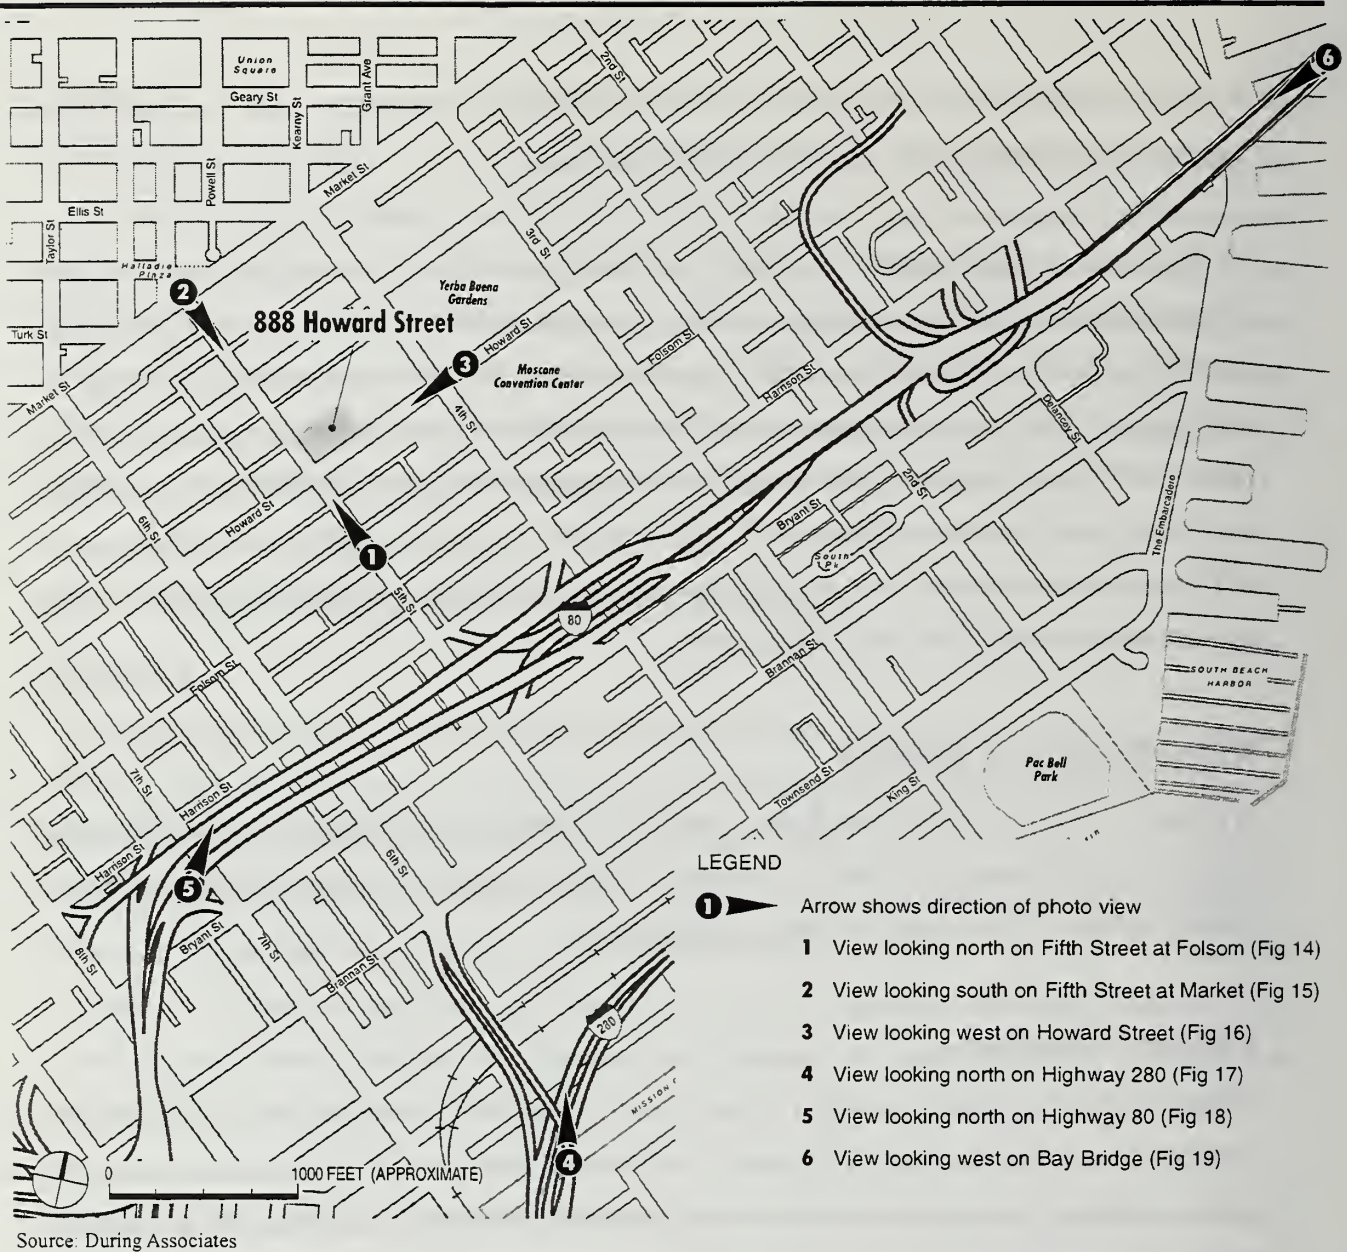 Union
Square
Geary St
Kearny St
Grant Ave
2nd St
6
Market St
Powell St
Ellis St
Taylor St
3rd St
Yerba Buena
Gardens
2
888 Howard Street
Howard St
Turk St
3
Moscone
Convention Center
Folsom St
Harrison St
Market St
4th St
Delancey St
2nd St
The Embarcadero
6th St
Howard St
Bryant St
1
South
Pk
5th St
80
Folsom St
Brannan St
SOUTH BEACH
HARBOR
7th St
Harrison St
Pac Bell
Park
Townsend St
King St
Harrison St
6th St
5
8th St
Bryant St
7th St
Brannan St
280
MISSION
4
0 1000 FEET (APPROXIMATE)
LEGEND
1 Arrow shows direction of photo view
1 View looking north on Fifth Street at Folsom (Fig 14)
2 View looking south on Fifth Street at Market (Fig 15)
3 View looking west on Howard Street (Fig 16)
4 View looking north on Highway 280 (Fig 17)
5 View looking north on Highway 80 (Fig 18)
6 View looking west on Bay Bridge (Fig 19)
Source: During Associates